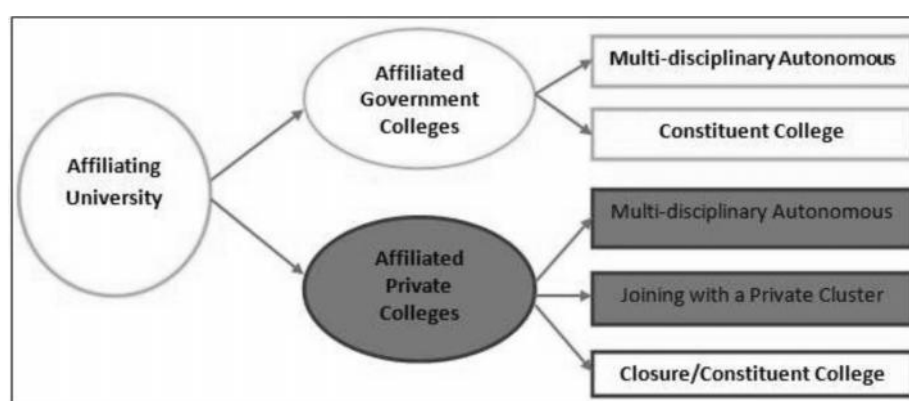 Affiliating
University
Affiliated
Government
Colleges
Multi-disciplinary Autonomous
Constituent College
Affiliated
Private
Colleges
Multi-disciplinary Autonomous
Joining with a Private Cluster
Closure/Constituent College